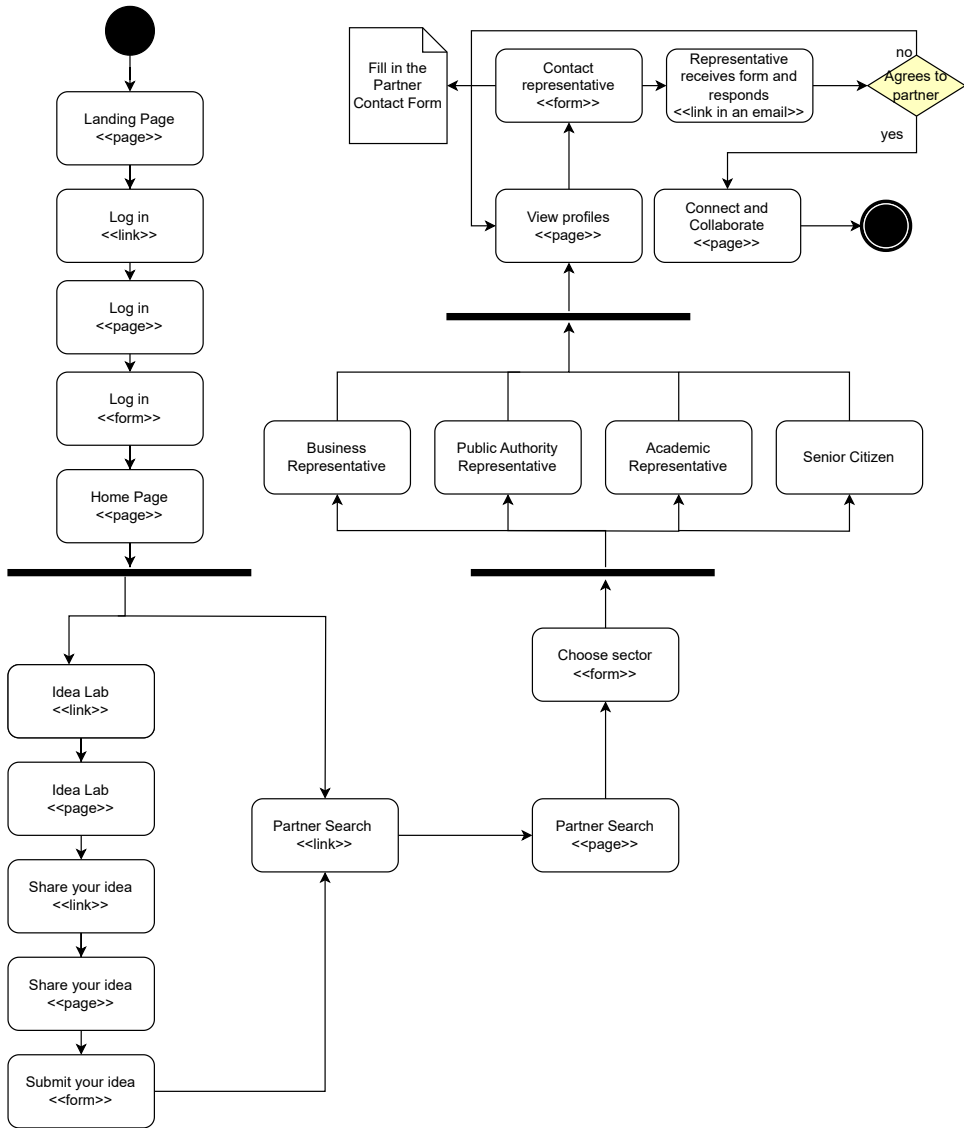 Landing Page
<<page>>
Log in
<<link>>
Log in
<<page>>
Log in
<<form>>
Home Page
<<page>>
Idea Lab
<<link>>
Idea Lab
<<page>>
Share your idea
<<link>>
Share your idea
<<page>>
Submit your idea
<<form>>
Partner Search
<<link>>
Partner Search
<<page>>
Choose sector
<<form>>
Business
Representative
Public Authority
Representative
Academic
Representative
Senior Citizen
View profiles
<<page>>
Contact
representative
<<form>>
Fill in the
Partner
Contact Form
Representative
receives form and
responds
<<link in an email>>
Agrees to
partner
no
yes
Connect and
Collaborate
<<page>>